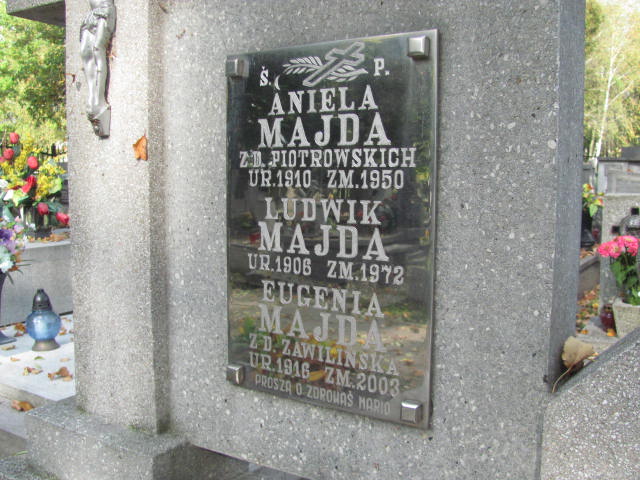 Ś. P.
ANIELA
MAJDA
Z.D. PIOTROWSKICH
UR.1910 ZM.1950
LUDWIK
MAJDA
UR.1906 ZM.1972
EUGENIA
MAJDA
Z D. ZAWILIŃSKA
UR.1916 ZM.2003
PROSZĄ O ZDROWAŚ MARIO